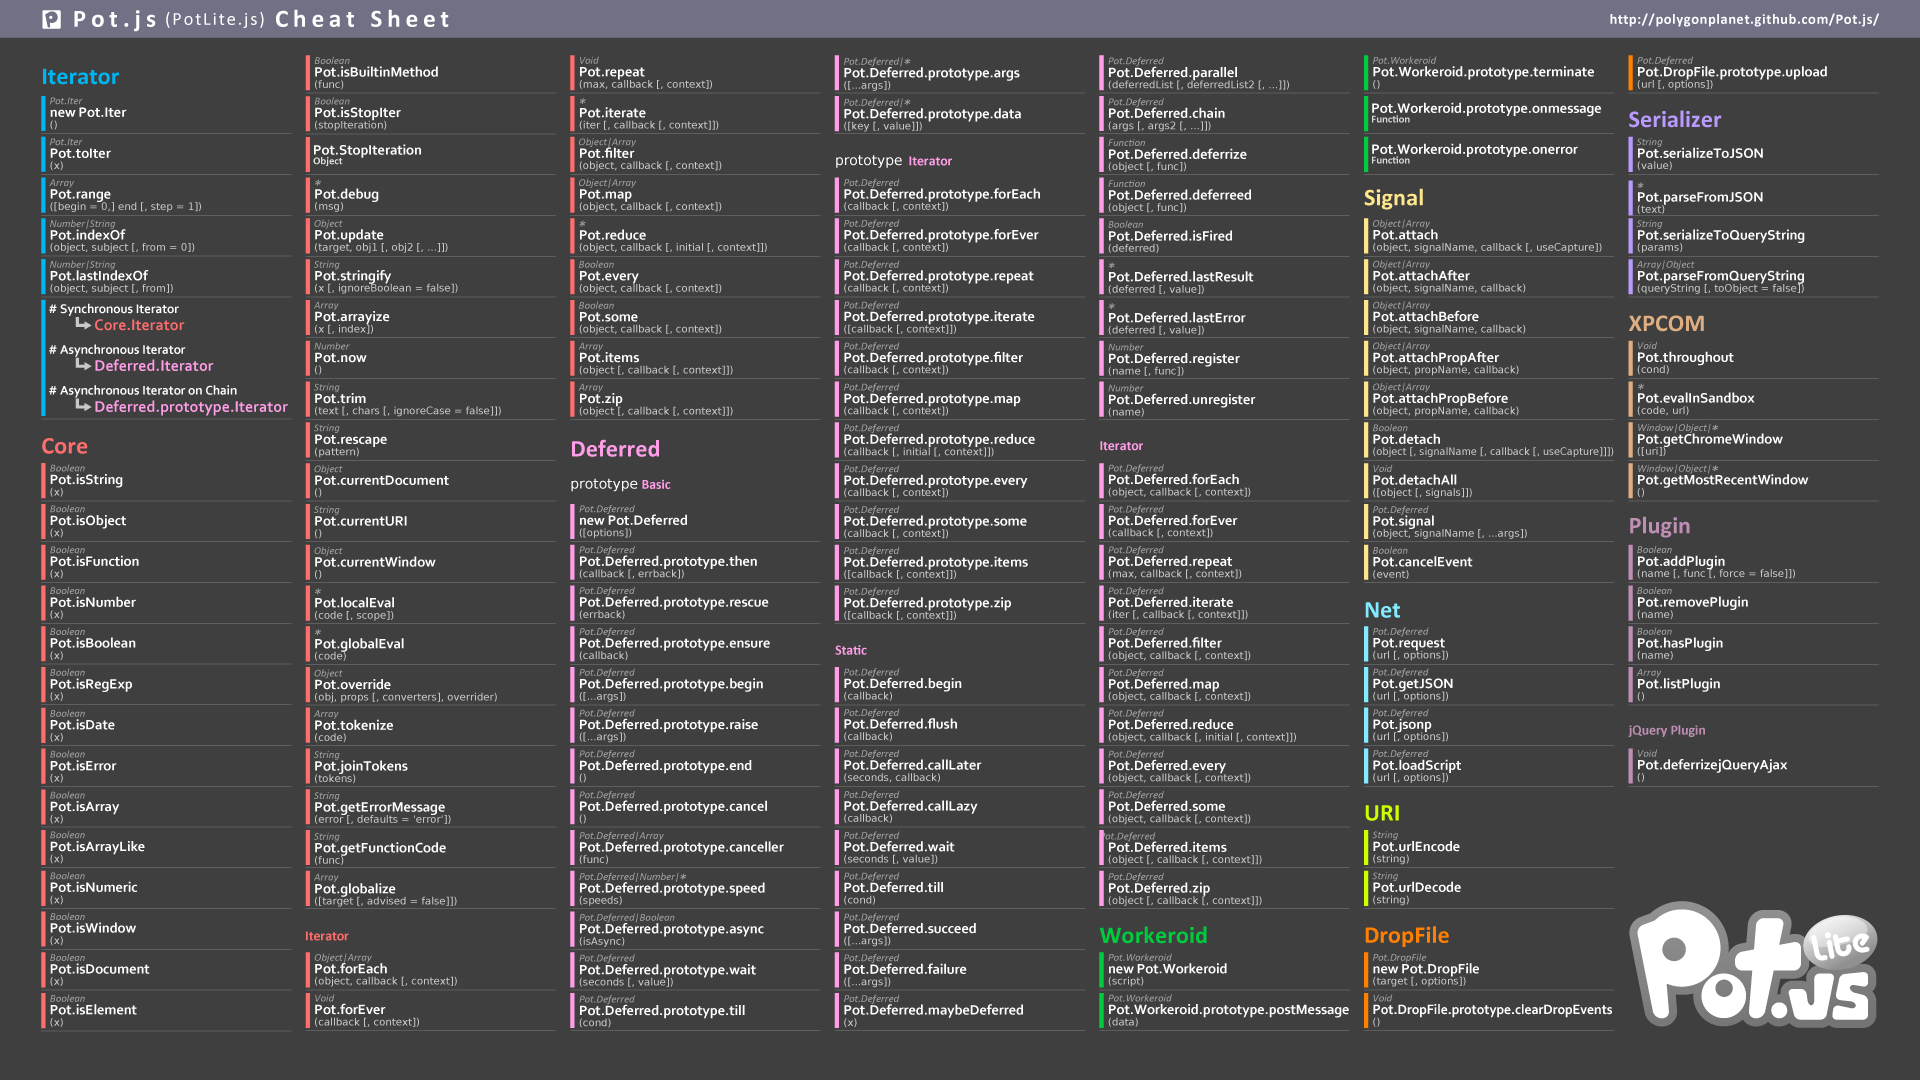 Pot.js (PotLite.js) Cheat Sheet
http://polygonplanet.github.com/Pot.js/
Iterator
Pot.Iter
new Pot.Iter
()
Pot.Iter
Pot.toIter
(x)
Array
Pot.range
([begin = 0,] end [, step = 1])
Number|String
Pot.indexOf
(object, subject [, from = 0])
Number|String
Pot.lastIndexOf
(object, subject [, from])
# Synchronous Iterator
Core.Iterator
# Asynchronous Iterator
Deferred.Iterator
# Asynchronous Iterator on Chain
Deferred.prototype.Iterator
Core
Boolean
Pot.isString
(x)
Boolean
Pot.isObject
(x)
Boolean
Pot.isFunction
(x)
Boolean
Pot.isNumber
(x)
Boolean
Pot.isBoolean
(x)
Boolean
Pot.isRegExp
(x)
Boolean
Pot.isDate
(x)
Boolean
Pot.isError
(x)
Boolean
Pot.isArray
(x)
Boolean
Pot.isArrayLike
(x)
Boolean
Pot.isNumeric
(x)
Boolean
Pot.isWindow
(x)
Boolean
Pot.isDocument
(x)
Boolean
Pot.isElement
(x)
Boolean
Pot.isBuiltinMethod
(func)
Boolean
Pot.isStopIter
(stopIteration)
Pot.StopIteration
Object
*
Pot.debug
(msg)
Object
Pot.update
(target, obj1 [, obj2 [, ...]])
String
Pot.stringify
(x [, ignoreBoolean = false])
Array
Pot.arrayize
(x [, index])
Number
Pot.now
()
String
Pot.trim
(text [, chars [, ignoreCase = false]])
String
Pot.rescape
(pattern)
Object
Pot.currentDocument
()
String
Pot.currentURI
()
Object
Pot.currentWindow
()
*
Pot.localEval
(code [, scope])
*
Pot.globalEval
(code)
Object
Pot.override
(obj, props [, converters], overrider)
Array
Pot.tokenize
(code)
String
Pot.joinTokens
(tokens)
String
Pot.getErrorMessage
(error [, defaults = 'error'])
String
Pot.getFunctionCode
(func)
Array
Pot.globalize
([target [, advised = false]])
Iterator
Object|Array
Pot.forEach
(object, callback [, context])
Void
Pot.forEver
(callback [, context])
Void
Pot.repeat
(max, callback [, context])
*
Pot.iterate
(iter [, callback [, context]])
Object|Array
Pot.filter
(object, callback [, context])
Object|Array
Pot.map
(object, callback [, context])
*
Pot.reduce
(object, callback [, initial [, context]])
Boolean
Pot.every
(object, callback [, context])
Boolean
Pot.some
(object, callback [, context])
Array
Pot.items
(object [, callback [, context]])
Array
Pot.zip
(object [, callback [, context]])
Deferred
prototype Basic
Pot.Deferred
new Pot.Deferred
([options])
Pot.Deferred
Pot.Deferred.prototype.then
(callback [, errback])
Pot.Deferred
Pot.Deferred.prototype.rescue
(errback)
Pot.Deferred
Pot.Deferred.prototype.ensure
(callback)
Pot.Deferred
Pot.Deferred.prototype.begin
([...args])
Pot.Deferred
Pot.Deferred.prototype.raise
([...args])
Pot.Deferred
Pot.Deferred.prototype.end
()
Pot.Deferred
Pot.Deferred.prototype.cancel
()
Pot.Deferred|Array
Pot.Deferred.prototype.canceller
(func)
Pot.Deferred|Number|*
Pot.Deferred.prototype.speed
(speeds)
Pot.Deferred|Boolean
Pot.Deferred.prototype.async
(isAsync)
Pot.Deferred
Pot.Deferred.prototype.wait
(seconds [, value])
Pot.Deferred
Pot.Deferred.prototype.till
(cond)
Pot.Deferred|*
Pot.Deferred.prototype.args
([...args])
Pot.Deferred|*
Pot.Deferred.prototype.data
([key [, value]])
prototype Iterator
Pot.Deferred
Pot.Deferred.prototype.forEach
(callback [, context])
Pot.Deferred
Pot.Deferred.prototype.forEver
(callback [, context])
Pot.Deferred
Pot.Deferred.prototype.repeat
(callback [, context])
Pot.Deferred
Pot.Deferred.prototype.iterate
([callback [, context]])
Pot.Deferred
Pot.Deferred.prototype.filter
(callback [, context])
Pot.Deferred
Pot.Deferred.prototype.map
(callback [, context])
Pot.Deferred
Pot.Deferred.prototype.reduce
(callback [, initial [, context]])
Pot.Deferred
Pot.Deferred.prototype.every
(callback [, context])
Pot.Deferred
Pot.Deferred.prototype.some
(callback [, context])
Pot.Deferred
Pot.Deferred.prototype.items
([callback [, context]])
Pot.Deferred
Pot.Deferred.prototype.zip
([callback [, context]])
Static
Pot.Deferred
Pot.Deferred.begin
(callback)
Pot.Deferred
Pot.Deferred.flush
(callback)
Pot.Deferred
Pot.Deferred.callLater
(seconds, callback)
Pot.Deferred
Pot.Deferred.callLazy
(callback)
Pot.Deferred
Pot.Deferred.wait
(seconds [, value])
Pot.Deferred
Pot.Deferred.till
(cond)
Pot.Deferred
Pot.Deferred.succeed
([...args])
Pot.Deferred
Pot.Deferred.failure
([...args])
Pot.Deferred
Pot.Deferred.maybeDeferred
(x)
Pot.Deferred
Pot.Deferred.parallel
(deferredList [, deferredList2 [, ...]])
Pot.Deferred
Pot.Deferred.chain
(args [, args2 [, ...]])
Function
Pot.Deferred.deferrize
(object [, func])
Function
Pot.Deferred.deferreed
(object [, func])
Boolean
Pot.Deferred.isFired
(deferred)
*
Pot.Deferred.lastResult
(deferred [, value])
*
Pot.Deferred.lastError
(deferred [, value])
Number
Pot.Deferred.register
(name [, func])
Number
Pot.Deferred.unregister
(name)
Iterator
Pot.Deferred
Pot.Deferred.forEach
(object, callback [, context])
Pot.Deferred
Pot.Deferred.forEver
(callback [, context])
Pot.Deferred
Pot.Deferred.repeat
(max, callback [, context])
Pot.Deferred
Pot.Deferred.iterate
(iter [, callback [, context]])
Pot.Deferred
Pot.Deferred.filter
(object, callback [, context])
Pot.Deferred
Pot.Deferred.map
(object, callback [, context])
Pot.Deferred
Pot.Deferred.reduce
(object, callback [, initial [, context]])
Pot.Deferred
Pot.Deferred.every
(object, callback [, context])
Pot.Deferred
Pot.Deferred.some
(object, callback [, context])
Pot.Deferred
Pot.Deferred.items
(object [, callback [, context]])
Pot.Deferred
Pot.Deferred.zip
(object [, callback [, context]])
Workeroid
Pot.Workeroid
new Pot.Workeroid
(script)
Pot.Workeroid
Pot.Workeroid.prototype.postMessage
(data)
Pot.Workeroid
Pot.Workeroid.prototype.terminate
()
Pot.Workeroid.prototype.onmessage
Function
Pot.Workeroid.prototype.onerror
Function
Signal
Object|Array
Pot.attach
(object, signalName, callback [, useCapture])
Object|Array
Pot.attachAfter
(object, signalName, callback)
Object|Array
Pot.attachBefore
(object, signalName, callback)
Object|Array
Pot.attachPropAfter
(object, propName, callback)
Object|Array
Pot.attachPropBefore
(object, propName, callback)
Boolean
Pot.detach
(object [, signalName [, callback [, useCapture]]])
Void
Pot.detachAll
([object [, signals]])
Pot.Deferred
Pot.signal
(object, signalName [, ...args])
Boolean
Pot.cancelEvent
(event)
Net
Pot.Deferred
Pot.request
(url [, options])
Pot.Deferred
Pot.getJSON
(url [, options])
Pot.Deferred
Pot.jsonp
(url [, options])
Pot.Deferred
Pot.loadScript
(url [, options])
URI
String
Pot.urlEncode
(string)
String
Pot.urlDecode
(string)
DropFile
Pot.DropFile
new Pot.DropFile
(target [, options])
Void
Pot.DropFile.prototype.clearDropEvents
()
Pot.Deferred
Pot.DropFile.prototype.upload
(url [, options])
Serializer
String
Pot.serializeToJSON
(value)
*
Pot.parseFromJSON
(text)
String
Pot.serializeToQueryString
(params)
Array|Object
Pot.parseFromQueryString
(queryString [, toObject = false])
XPCOM
Void
Pot.throughout
(cond)
*
Pot.evalInSandbox
(code, url)
Window|Object|*
Pot.getChromeWindow
([uri])
Window|Object|*
Pot.getMostRecentWindow
()
Plugin
Boolean
Pot.addPlugin
(name [, func [, force = false]])
Boolean
Pot.removePlugin
(name)
Boolean
Pot.hasPlugin
(name)
Array
Pot.listPlugin
()
jQuery Plugin
Void
Pot.deferrizejQueryAjax
()
Pot.js
Lite